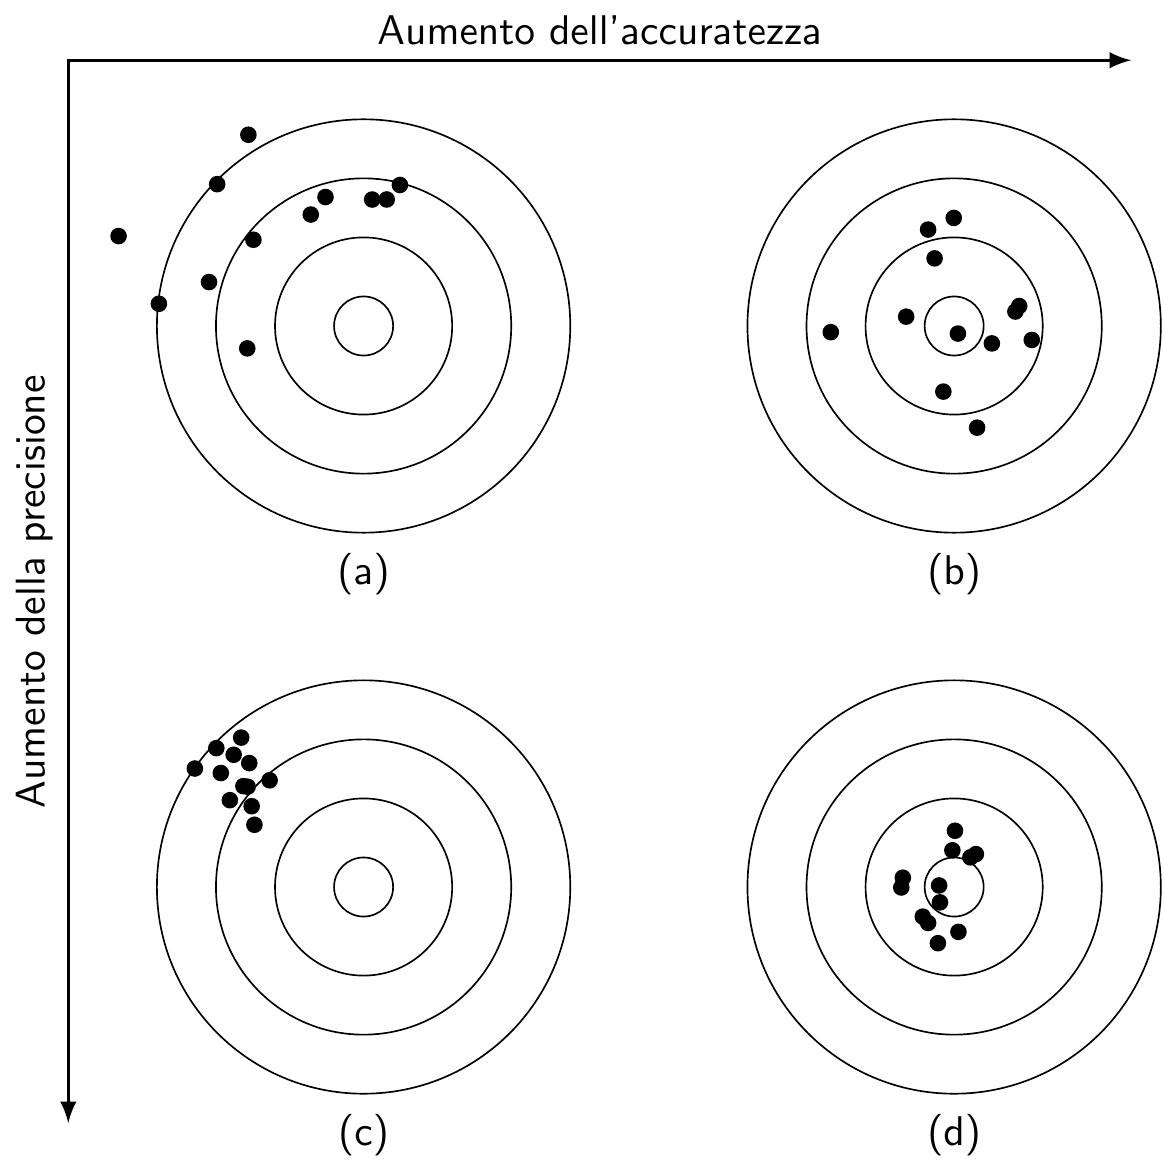 Aumento dell'accuratezza
Aumento della precisione
(a)
(b)
(c)
(d)